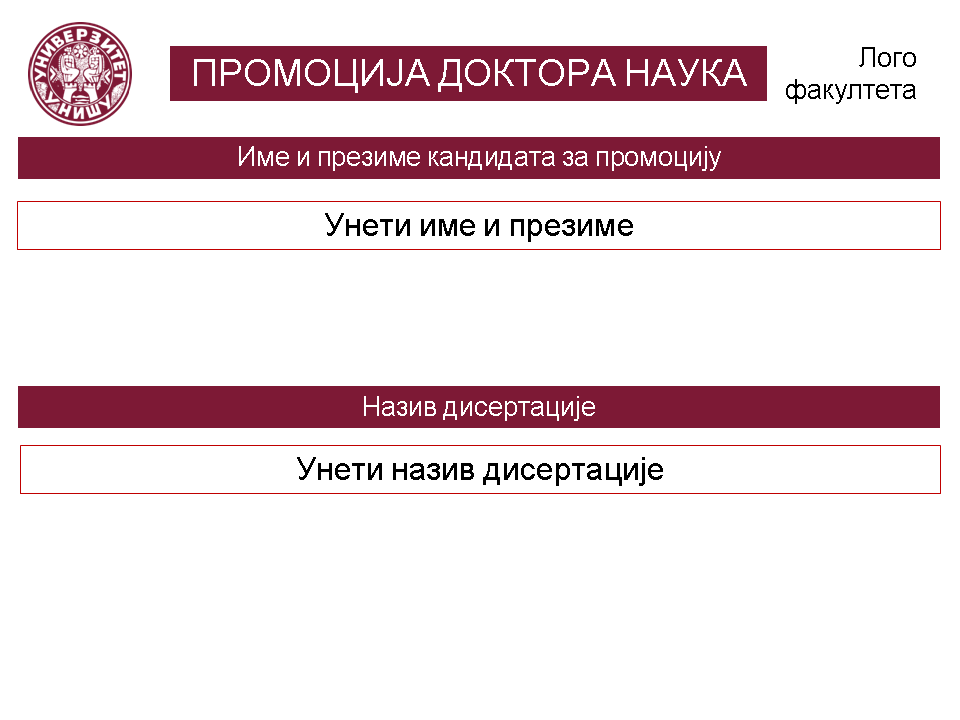 УНИВЕРЗИТЕТ
У НИШУ
ПРОМОЦИЈА ДОКТОРА НАУКА
Лого
факултета
Име и презиме кандидата за промоцију
Унети име и презиме
Назив дисертације
Унети назив дисертације